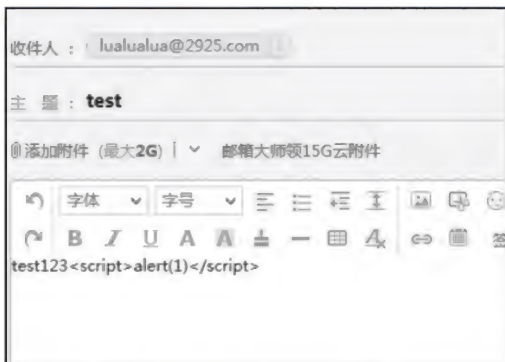 收件人： lualualua@2925.com
主 题： test
添加附件 (最大2G) 邮箱大师领15G云附件
字体 字号
B I U A A A
test123<script>alert(1)</script>